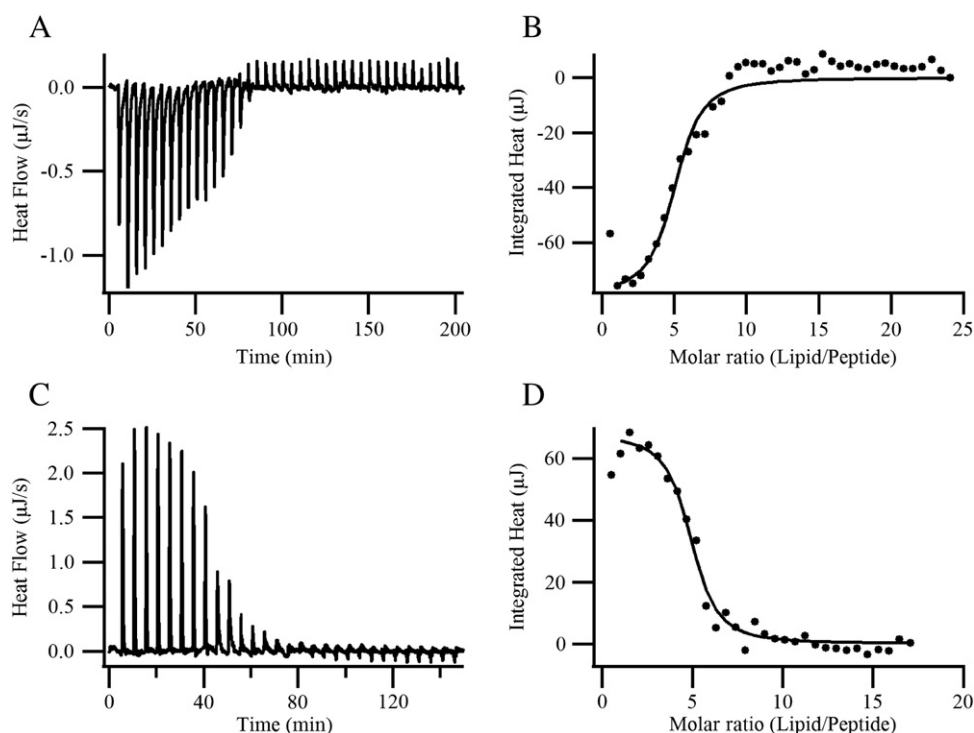 A
Heat Flow (μJ/s)
0.0
-0.5
-1.0
0 50 100 150 200
Time (min)
B
Integrated Heat (μJ)
0
-20
-40
-60
0 5 10 15 20 25
Molar ratio (Lipid/Peptide)
C
Heat Flow (μJ/s)
2.5
2.0
1.5
1.0
0.5
0.0
0 40 80 120
Time (min)
D
Integrated Heat (μJ)
60
40
20
0
0 5 10 15 20
Molar ratio (Lipid/Peptide)